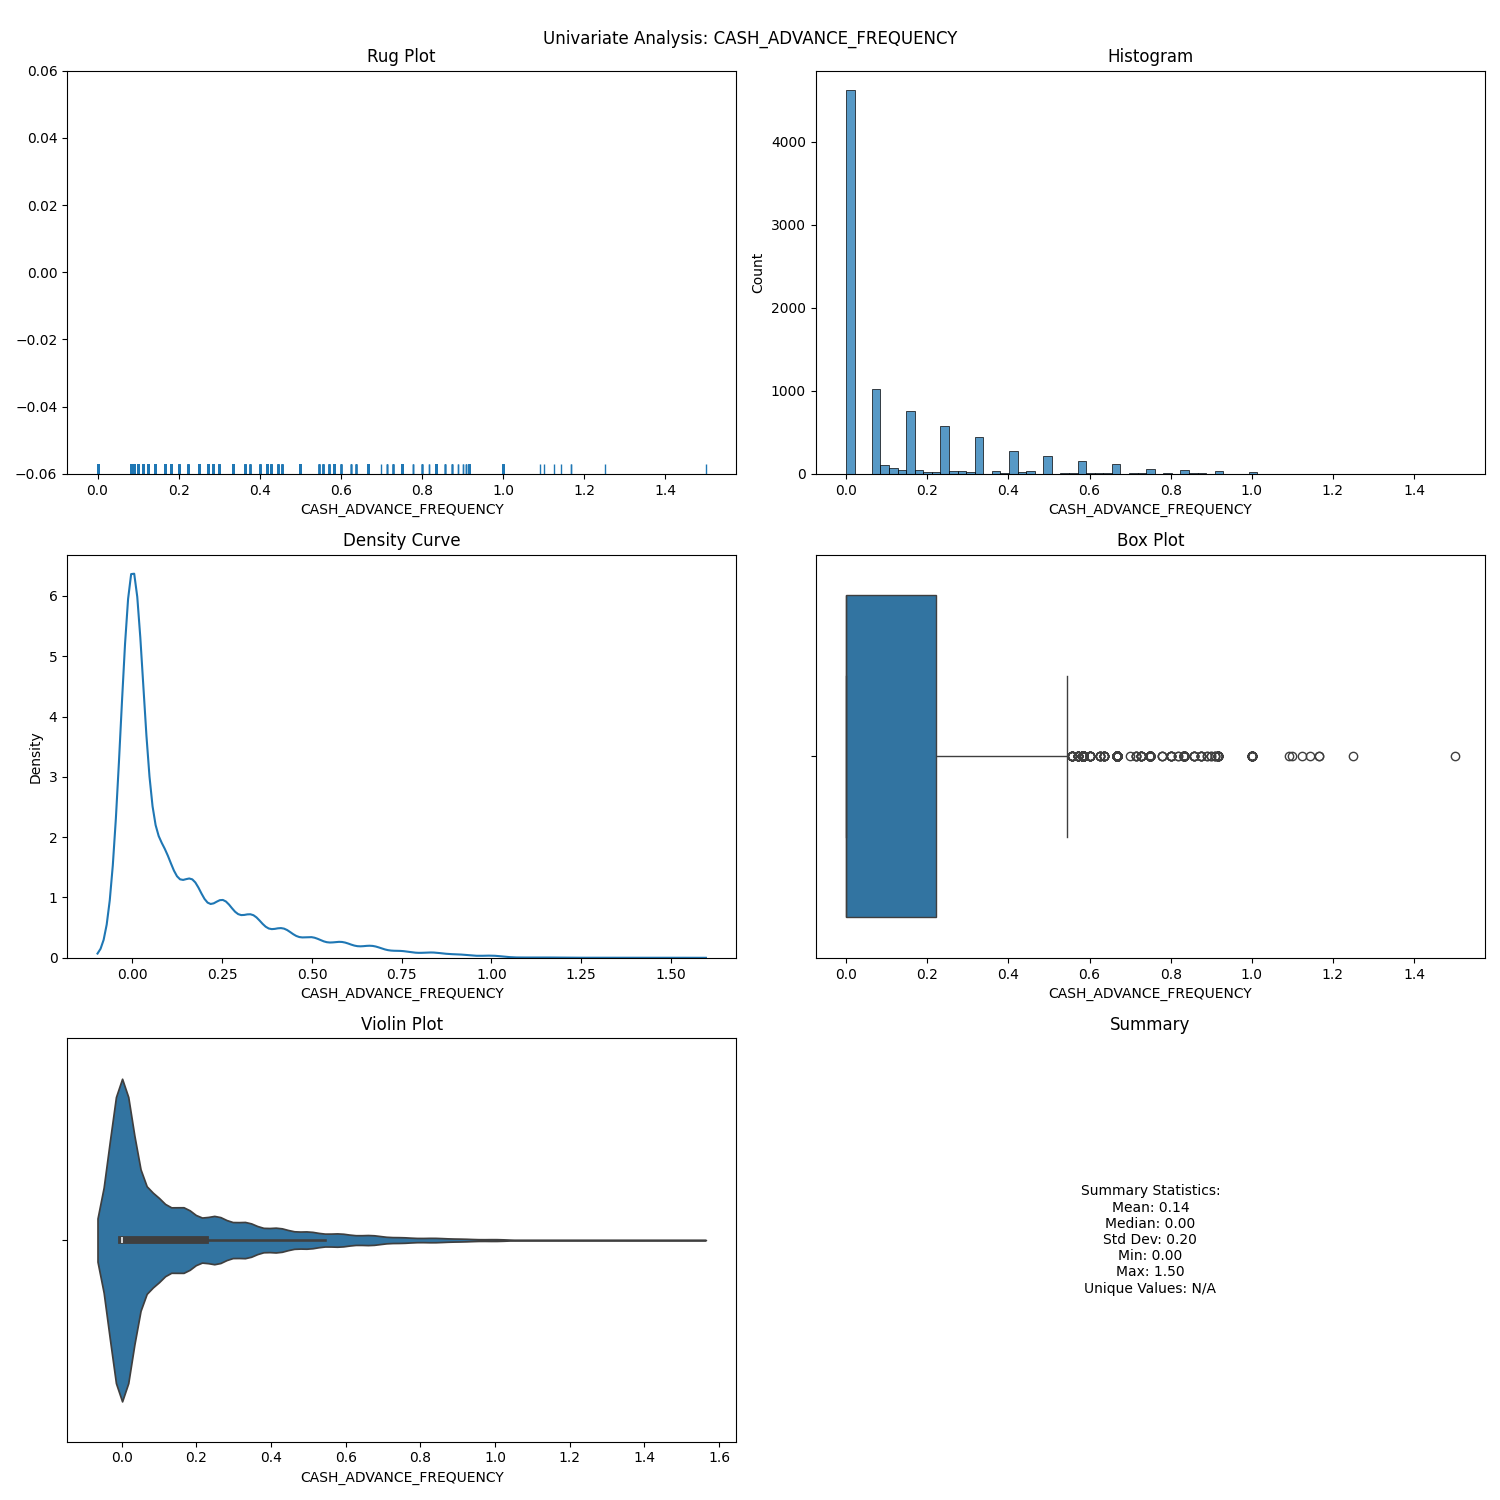 Univariate Analysis: CASH_ADVANCE_FREQUENCY
Rug Plot
0.06
0.04
0.02
0.00
−0.02
−0.04
−0.06
0.0 0.2 0.4 0.6 0.8 1.0 1.2 1.4
CASH_ADVANCE_FREQUENCY
Histogram
Count
4000
3000
2000
1000
0
0.0 0.2 0.4 0.6 0.8 1.0 1.2 1.4
CASH_ADVANCE_FREQUENCY
Density Curve
Density
6
5
4
3
2
1
0
0.00 0.25 0.50 0.75 1.00 1.25 1.50
CASH_ADVANCE_FREQUENCY
Box Plot
0.0 0.2 0.4 0.6 0.8 1.0 1.2 1.4
CASH_ADVANCE_FREQUENCY
Violin Plot
0.0 0.2 0.4 0.6 0.8 1.0 1.2 1.4 1.6
CASH_ADVANCE_FREQUENCY
Summary
Summary Statistics:
Mean: 0.14
Median: 0.00
Std Dev: 0.20
Min: 0.00
Max: 1.50
Unique Values: N/A